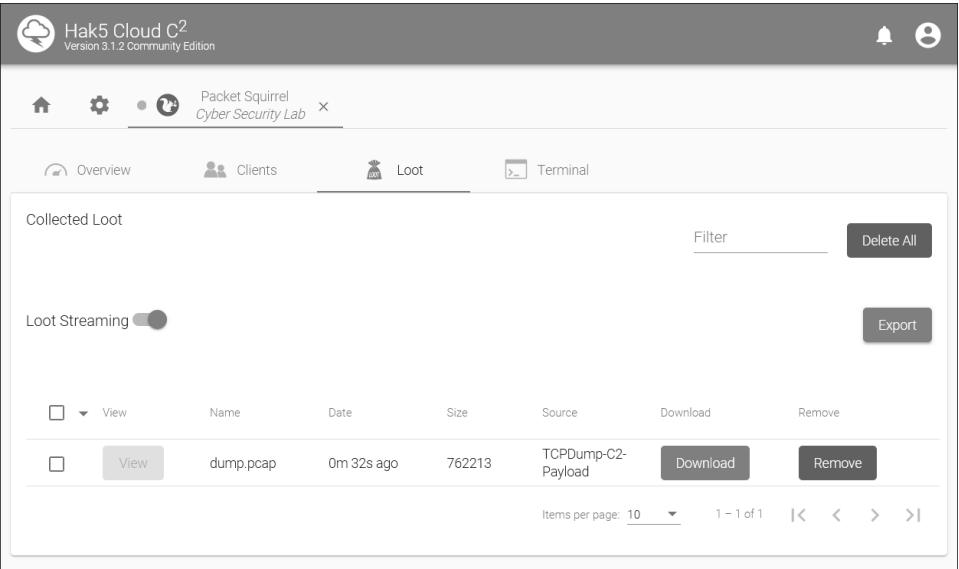 Hak5 Cloud C2
Version 3.1.2 Community Edition
Packet Squirrel
Cyber Security Lab
Overview
Clients
LOOT
Loot
Terminal
Collected Loot
Filter
Delete All
Loot Streaming
Export
View Name Date Size Source Download Remove
View dump.pcap 0m 32s ago 762213 TCPDump-C2-
Payload Download Remove
Items per page: 10 1 – 1 of 1